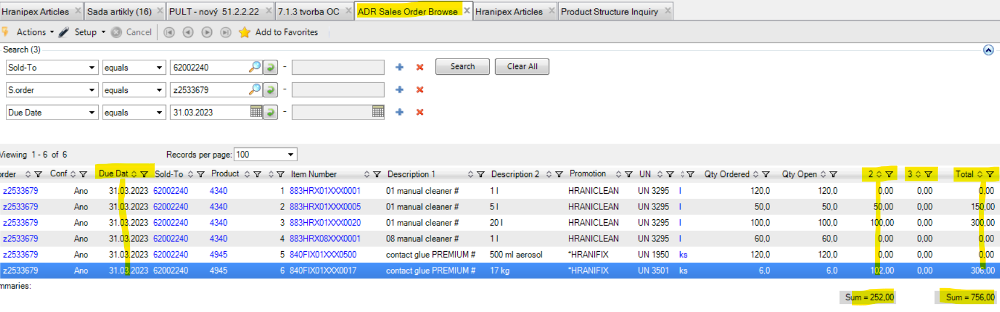 Hranipex Articles Sada artikly (16) PULT - nový 51.2.2.22 7.1.3 tvorba OC ADR Sales Order Browse Hranipex Articles Product Structure Inquiry
Actions Setup Cancel Add to Favorites
Search (3)
Sold-To equals 62002240 - Search Clear All
S.order equals z2533679 -
Due Date equals 31.03.2023 -
Viewing 1 - 6 of 6 Records per page: 100
order Conf Due Dat Sold-To Product Item Number Description 1 Description 2 Promotion UN Qty Ordered Qty Open 2 3 Total
z2533679 Ano 31.03.2023 62002240 4340 1 883HRX01XXX0001 01 manual cleaner # 1 l HRANICLEAN UN 3295 l 120,0 120,0 0,00 0,00 0,00
z2533679 Ano 31.03.2023 62002240 4340 2 883HRX01XXX0005 01 manual cleaner # 5 l HRANICLEAN UN 3295 l 50,0 50,0 50,00 0,00 150,00
z2533679 Ano 31.03.2023 62002240 4340 3 883HRX01XXX0020 01 manual cleaner # 20 l HRANICLEAN UN 3295 l 100,0 100,0 100,00 0,00 300,00
z2533679 Ano 31.03.2023 62002240 4340 4 883HRX08XXX0001 08 manual cleaner # 1 l HRANICLEAN UN 3295 l 60,0 60,0 0,00 0,00 0,00
z2533679 Ano 31.03.2023 62002240 4945 5 840FIX01XXX0500 contact glue PREMIUM # 500 ml aerosol *HRANIFIX UN 1950 ks 120,0 120,0 0,00 0,00 0,00
z2533679 Ano 31.03.2023 62002240 4945 6 840FIX01XXX0017 contact glue PREMIUM # 17 kg *HRANIFIX UN 3501 ks 6,0 6,0 102,00 0,00 306,00
mmaries:
Sum = 252,00 Sum = 756,00